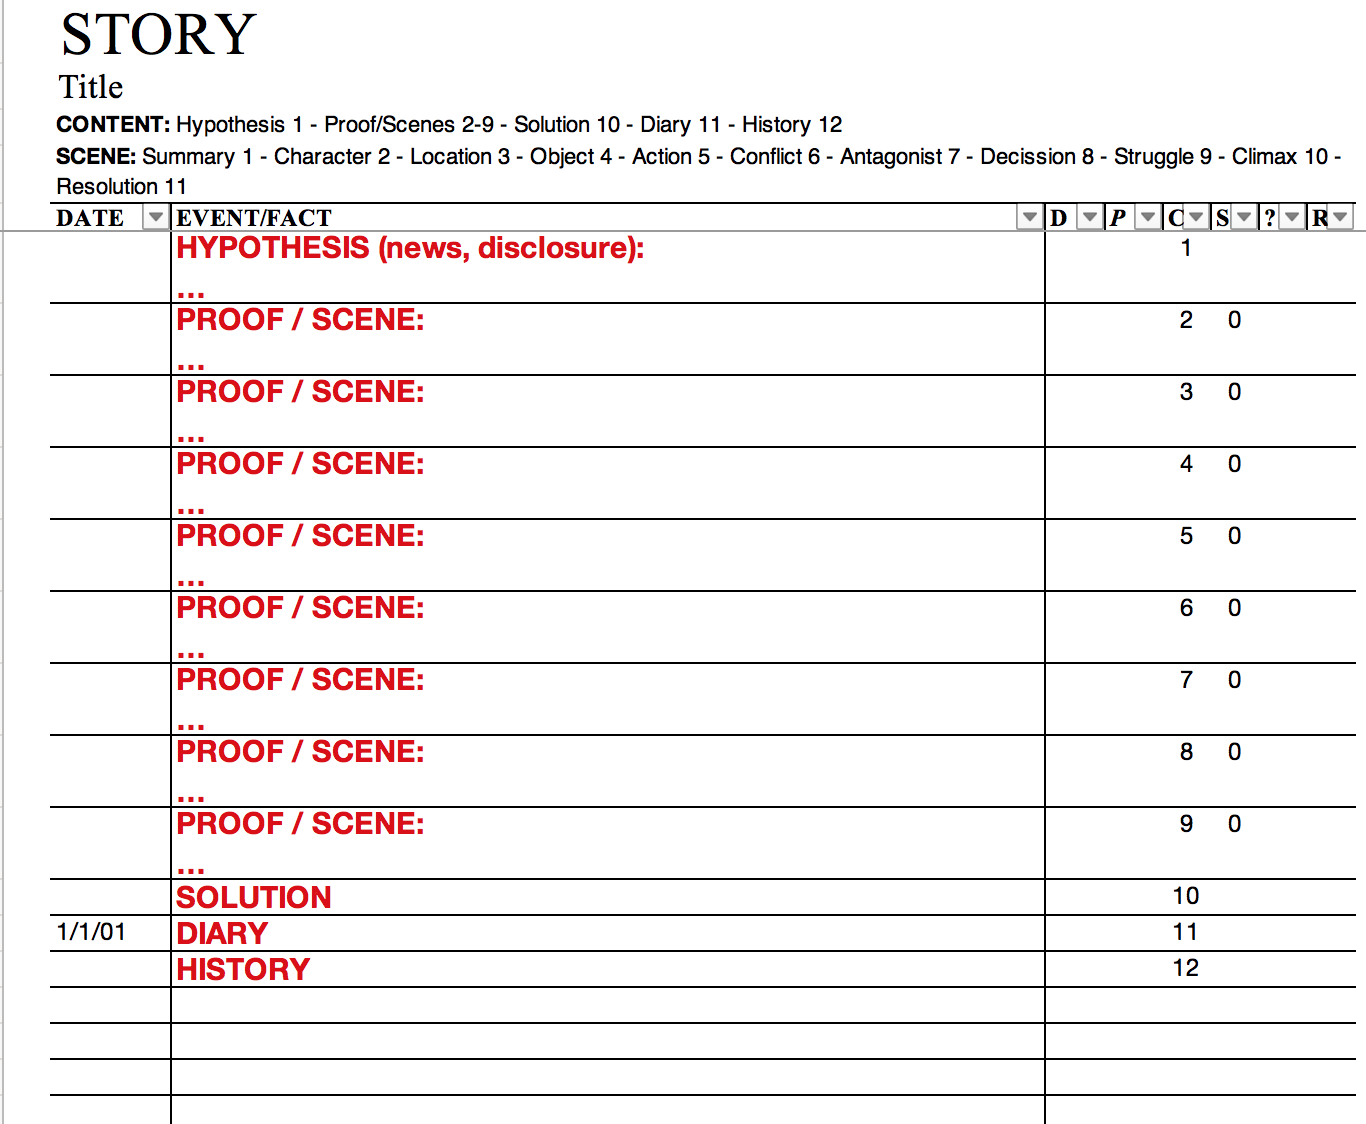 STORY
Title
CONTENT: Hypothesis 1 - Proof/Scenes 2-9 - Solution 10 - Diary 11 - History 12
SCENE: Summary 1 - Character 2 - Location 3 - Object 4 - Action 5 - Conflict 6 - Antagonist 7 - Decission 8 - Struggle 9 - Climax 10 -
Resolution 11
DATE EVENT/FACT D P C S ? R
HYPOTHESIS (news, disclosure): 1
...
PROOF / SCENE: 2 0
...
PROOF / SCENE: 3 0
...
PROOF / SCENE: 4 0
...
PROOF / SCENE: 5 0
...
PROOF / SCENE: 6 0
...
PROOF / SCENE: 7 0
...
PROOF / SCENE: 8 0
...
PROOF / SCENE: 9 0
...
SOLUTION 10
1/1/01 DIARY 11
HISTORY 12